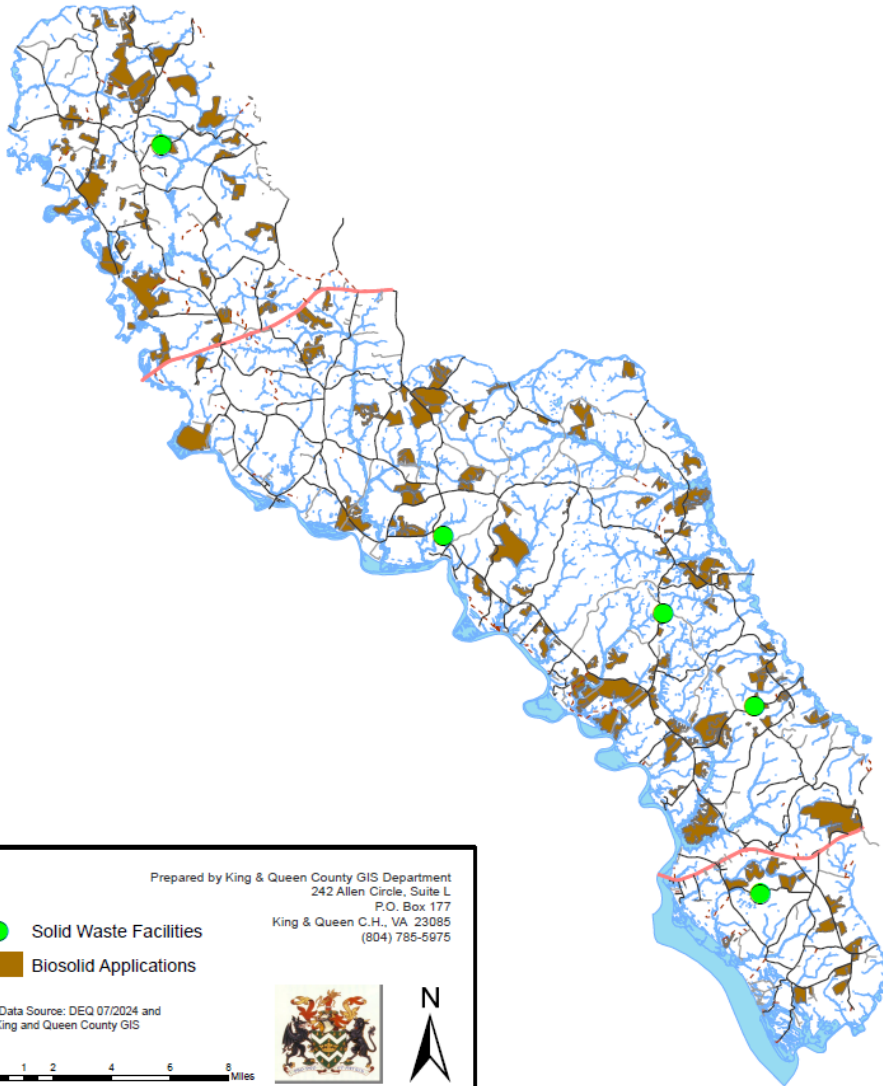 Prepared by King & Queen County GIS Department
242 Allen Circle, Suite L
P.O. Box 177
King & Queen C.H., VA 23085
(804) 785-5975
Solid Waste Facilities
Biosolid Applications
Data Source: DEQ 07/2024 and
King and Queen County GIS
N
1 2 4 6 8
Miles